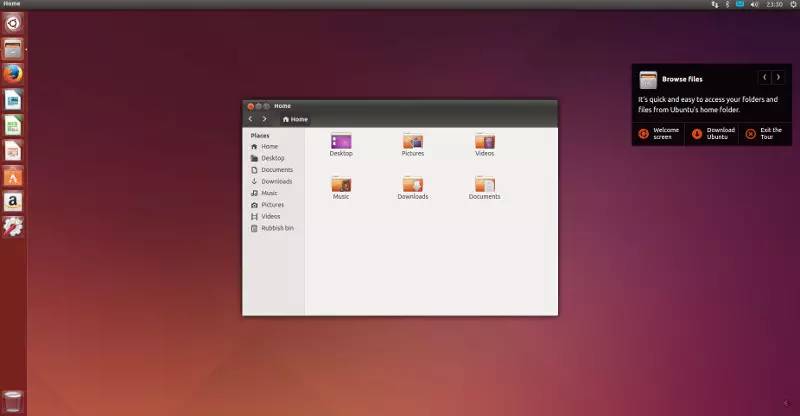 Home
23:30
Home
Home
Places
Home
Desktop
Documents
Downloads
Music
Pictures
Videos
Rubbish bin
Desktop
Pictures
Videos
Music
Downloads
Documents
Browse files
It's quick and easy to access your folders and
files from Ubuntu's home folder.
Welcome
screen
Download
Ubuntu
Exit the
Tour